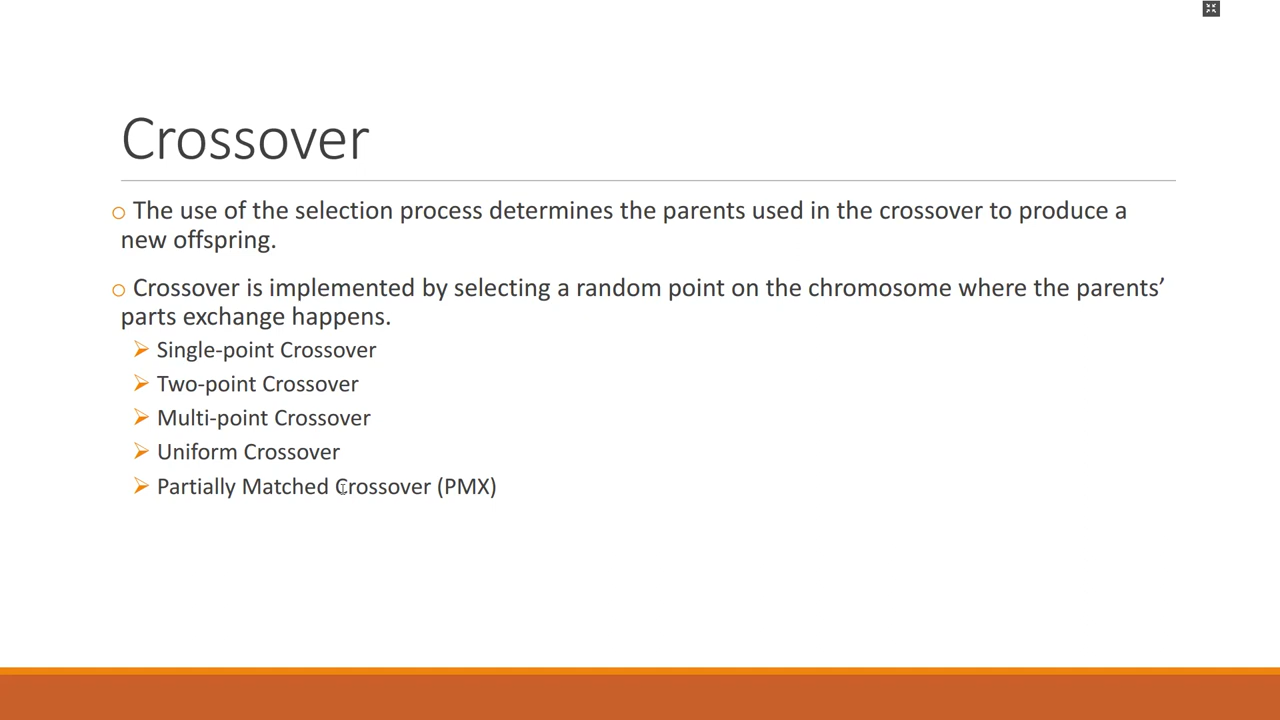 Crossover
The use of the selection process determines the parents used in the crossover to produce a
new offspring.
Crossover is implemented by selecting a random point on the chromosome where the parents’
parts exchange happens.
Single-point Crossover
Two-point Crossover
Multi-point Crossover
Uniform Crossover
Partially Matched Crossover (PMX)